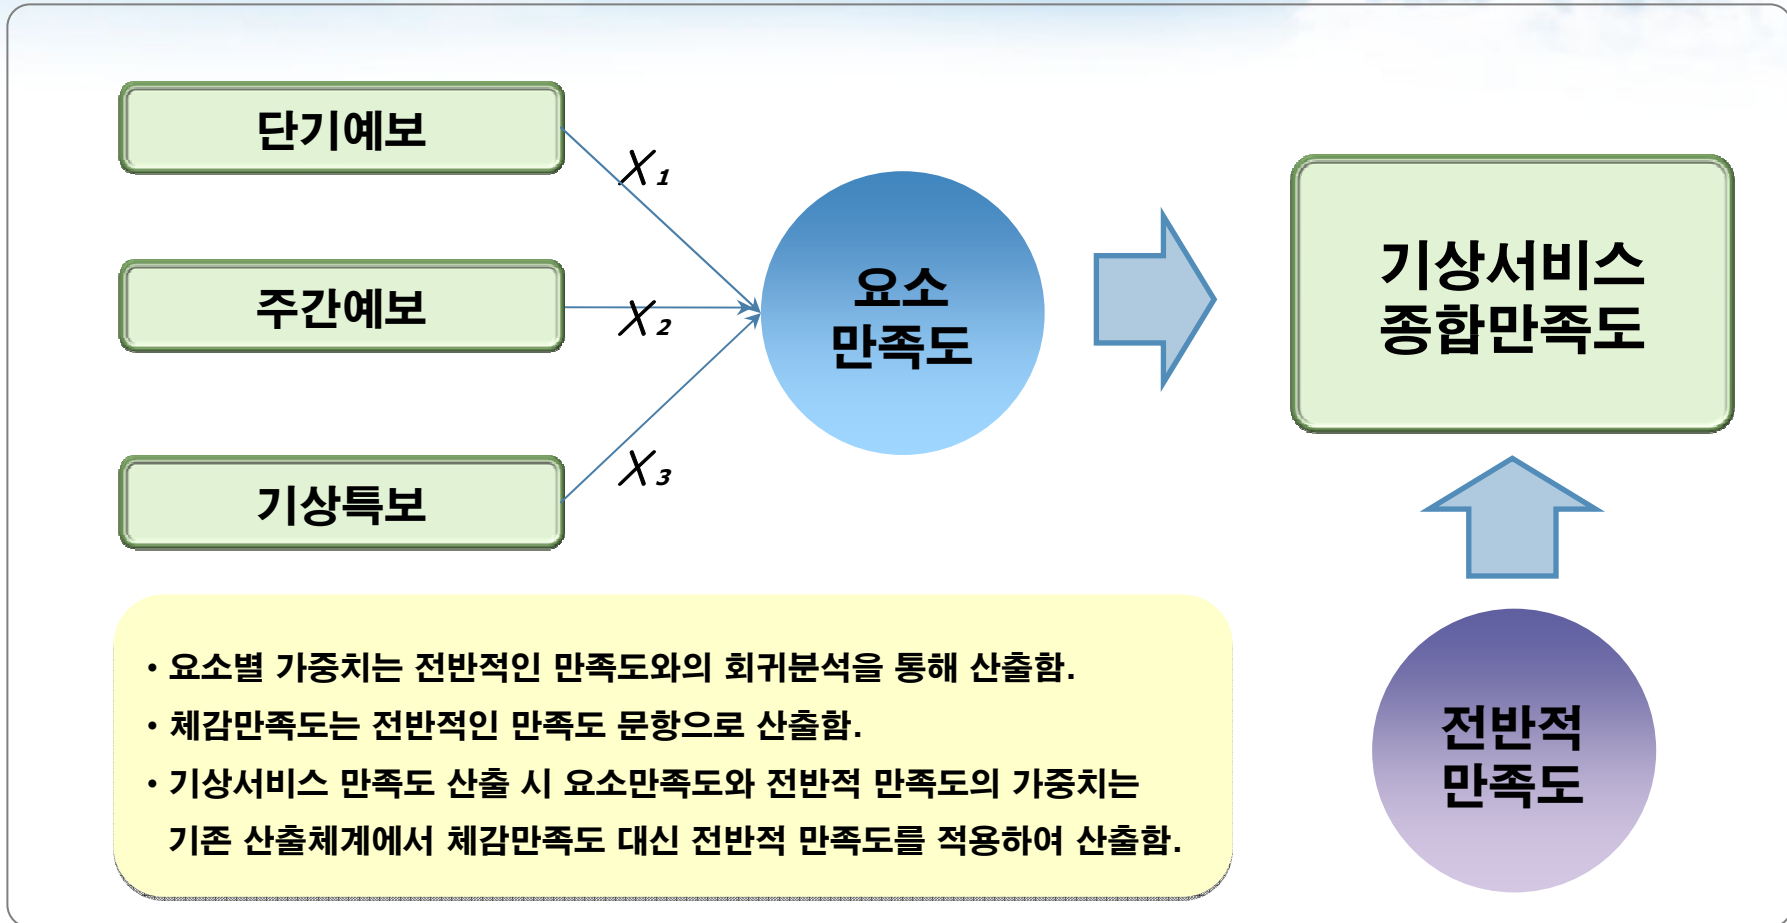 단기예보
X₁
주간예보
X₂
기상특보
X₃
요소
만족도
기상서비스
종합만족도
전반적
만족도
· 요소별 가중치는 전반적인 만족도와의 회귀분석을 통해 산출함.
· 체감만족도는 전반적인 만족도 문항으로 산출함.
· 기상서비스 만족도 산출 시 요소만족도와 전반적 만족도의 가중치는
기존 산출체계에서 체감만족도 대신 전반적 만족도를 적용하여 산출함.